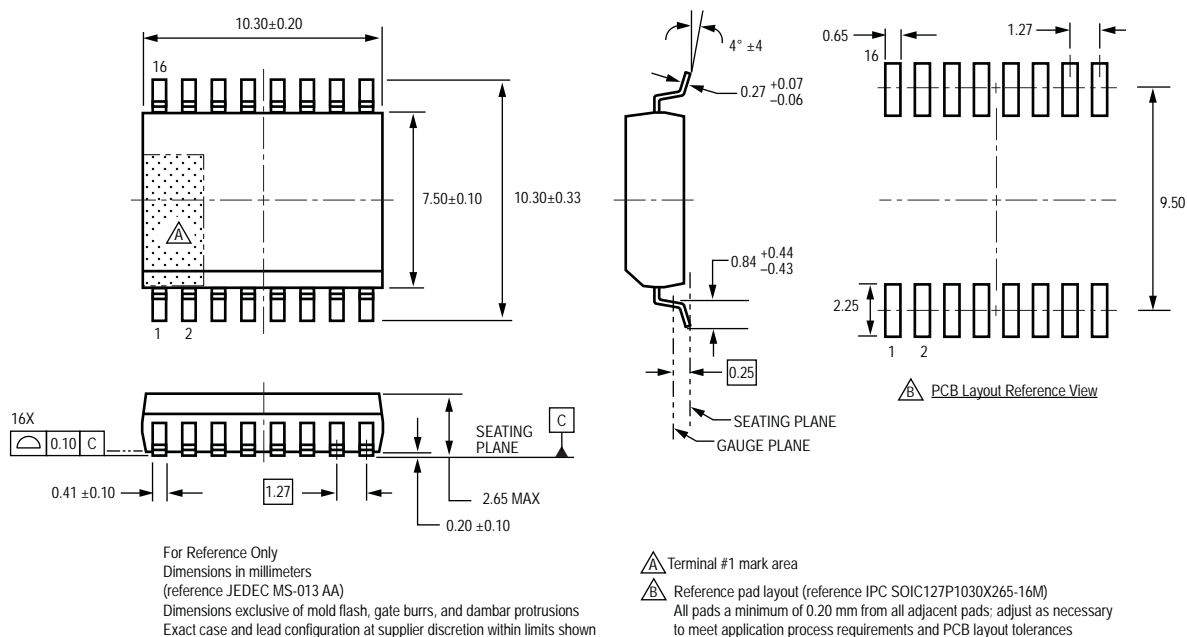 10.30±0.20
16
7.50±0.10
10.30±0.33
A
1 2
4° ±4
0.27 +0.07 –0.06
0.84 +0.44 –0.43
0.25
SEATING PLANE
GAUGE PLANE
0.65
1.27
16
9.50
2.25
1 2
B PCB Layout Reference View
16X
0.10 C
SEATING
PLANE
C
0.41 ±0.10
1.27
2.65 MAX
0.20 ±0.10
For Reference Only
Dimensions in millimeters
(reference JEDEC MS-013 AA)
Dimensions exclusive of mold flash, gate burrs, and dambar protrusions
Exact case and lead configuration at supplier discretion within limits shown
A Terminal #1 mark area
B Reference pad layout (reference IPC SOIC127P1030X265-16M)
All pads a minimum of 0.20 mm from all adjacent pads; adjust as necessary
to meet application process requirements and PCB layout tolerances